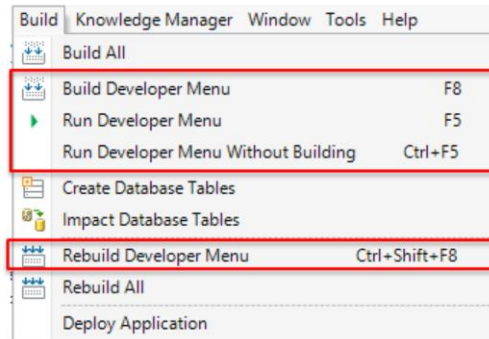 Build Knowledge Manager Window Tools Help
Build All
Build Developer Menu F8
Run Developer Menu F5
Run Developer Menu Without Building Ctrl+F5
Create Database Tables
Impact Database Tables
Rebuild Developer Menu Ctrl+Shift+F8
Rebuild All
Deploy Application